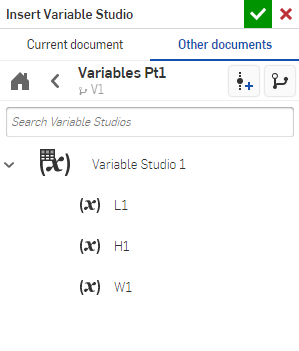 Insert Variable Studio
Current document Other documents
Variables Pt1
V1
Search Variable Studios
(x) Variable Studio 1
(x) L1
(x) H1
(x) W1